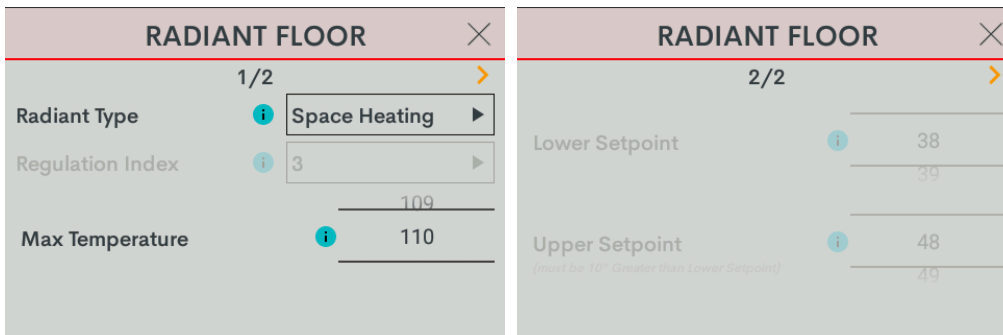 RADIANT FLOOR
1/2
Radiant Type i Space Heating
Regulation Index i 3
109
Max Temperature i 110
RADIANT FLOOR
2/2
Lower Setpoint i 38
39
Upper Setpoint i 48
(must be 10° Greater than Lower Setpoint)
49